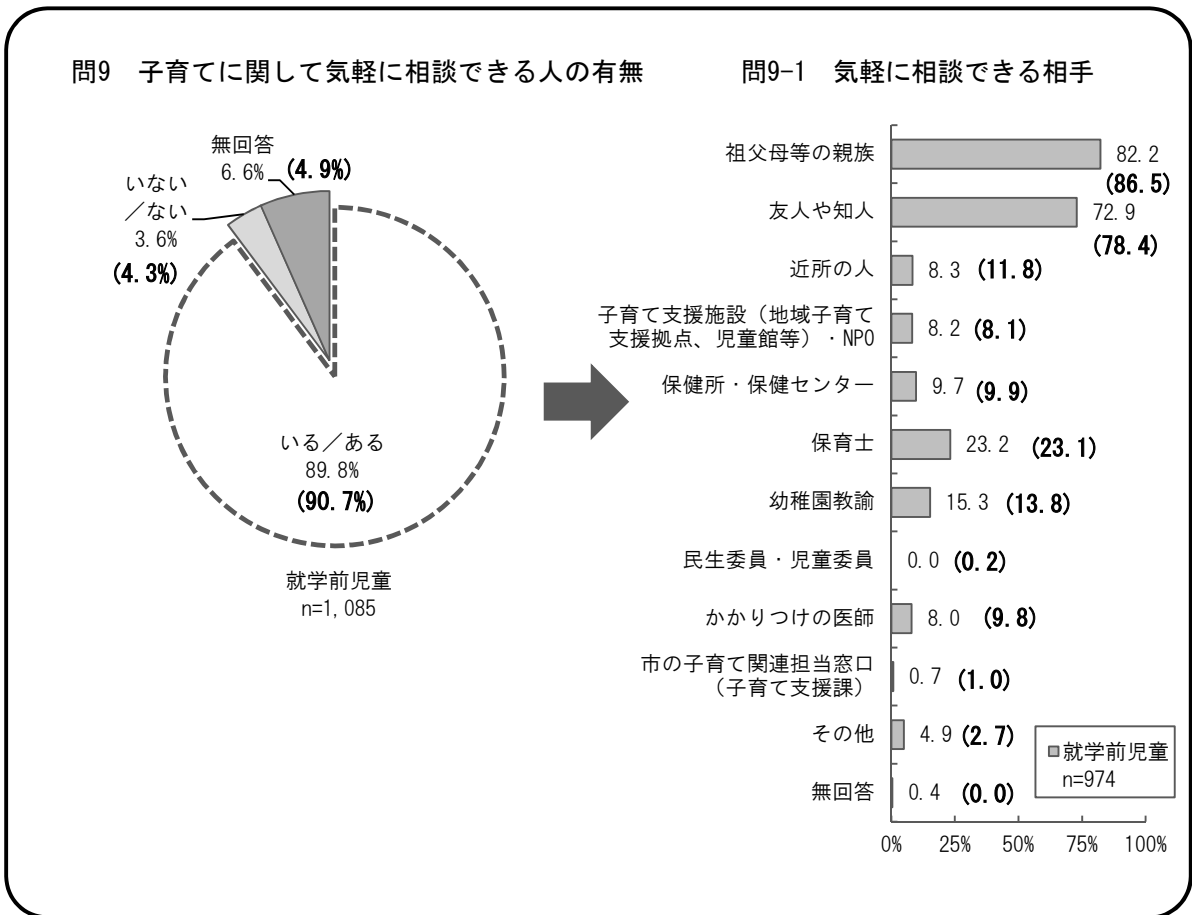 問9　子育てに関して気軽に相談できる人の有無
無回答
6.6% (4.9%)
いない
／ない
3.6%
(4.3%)
いる／ある
89.8%
(90.7%)
就学前児童
n=1,085
問9-1　気軽に相談できる相手
祖父母等の親族 82.2
(86.5)
友人や知人 72.9
(78.4)
近所の人 8.3 (11.8)
子育て支援施設（地域子育て
支援拠点、児童館等）・NPO 8.2 (8.1)
保健所・保健センター 9.7 (9.9)
保育士 23.2 (23.1)
幼稚園教諭 15.3 (13.8)
民生委員・児童委員 0.0 (0.2)
かかりつけの医師 8.0 (9.8)
市の子育て関連担当窓口
（子育て支援課） 0.7 (1.0)
その他 4.9 (2.7)
無回答 0.4 (0.0)
就学前児童
n=974
0% 25% 50% 75% 100%